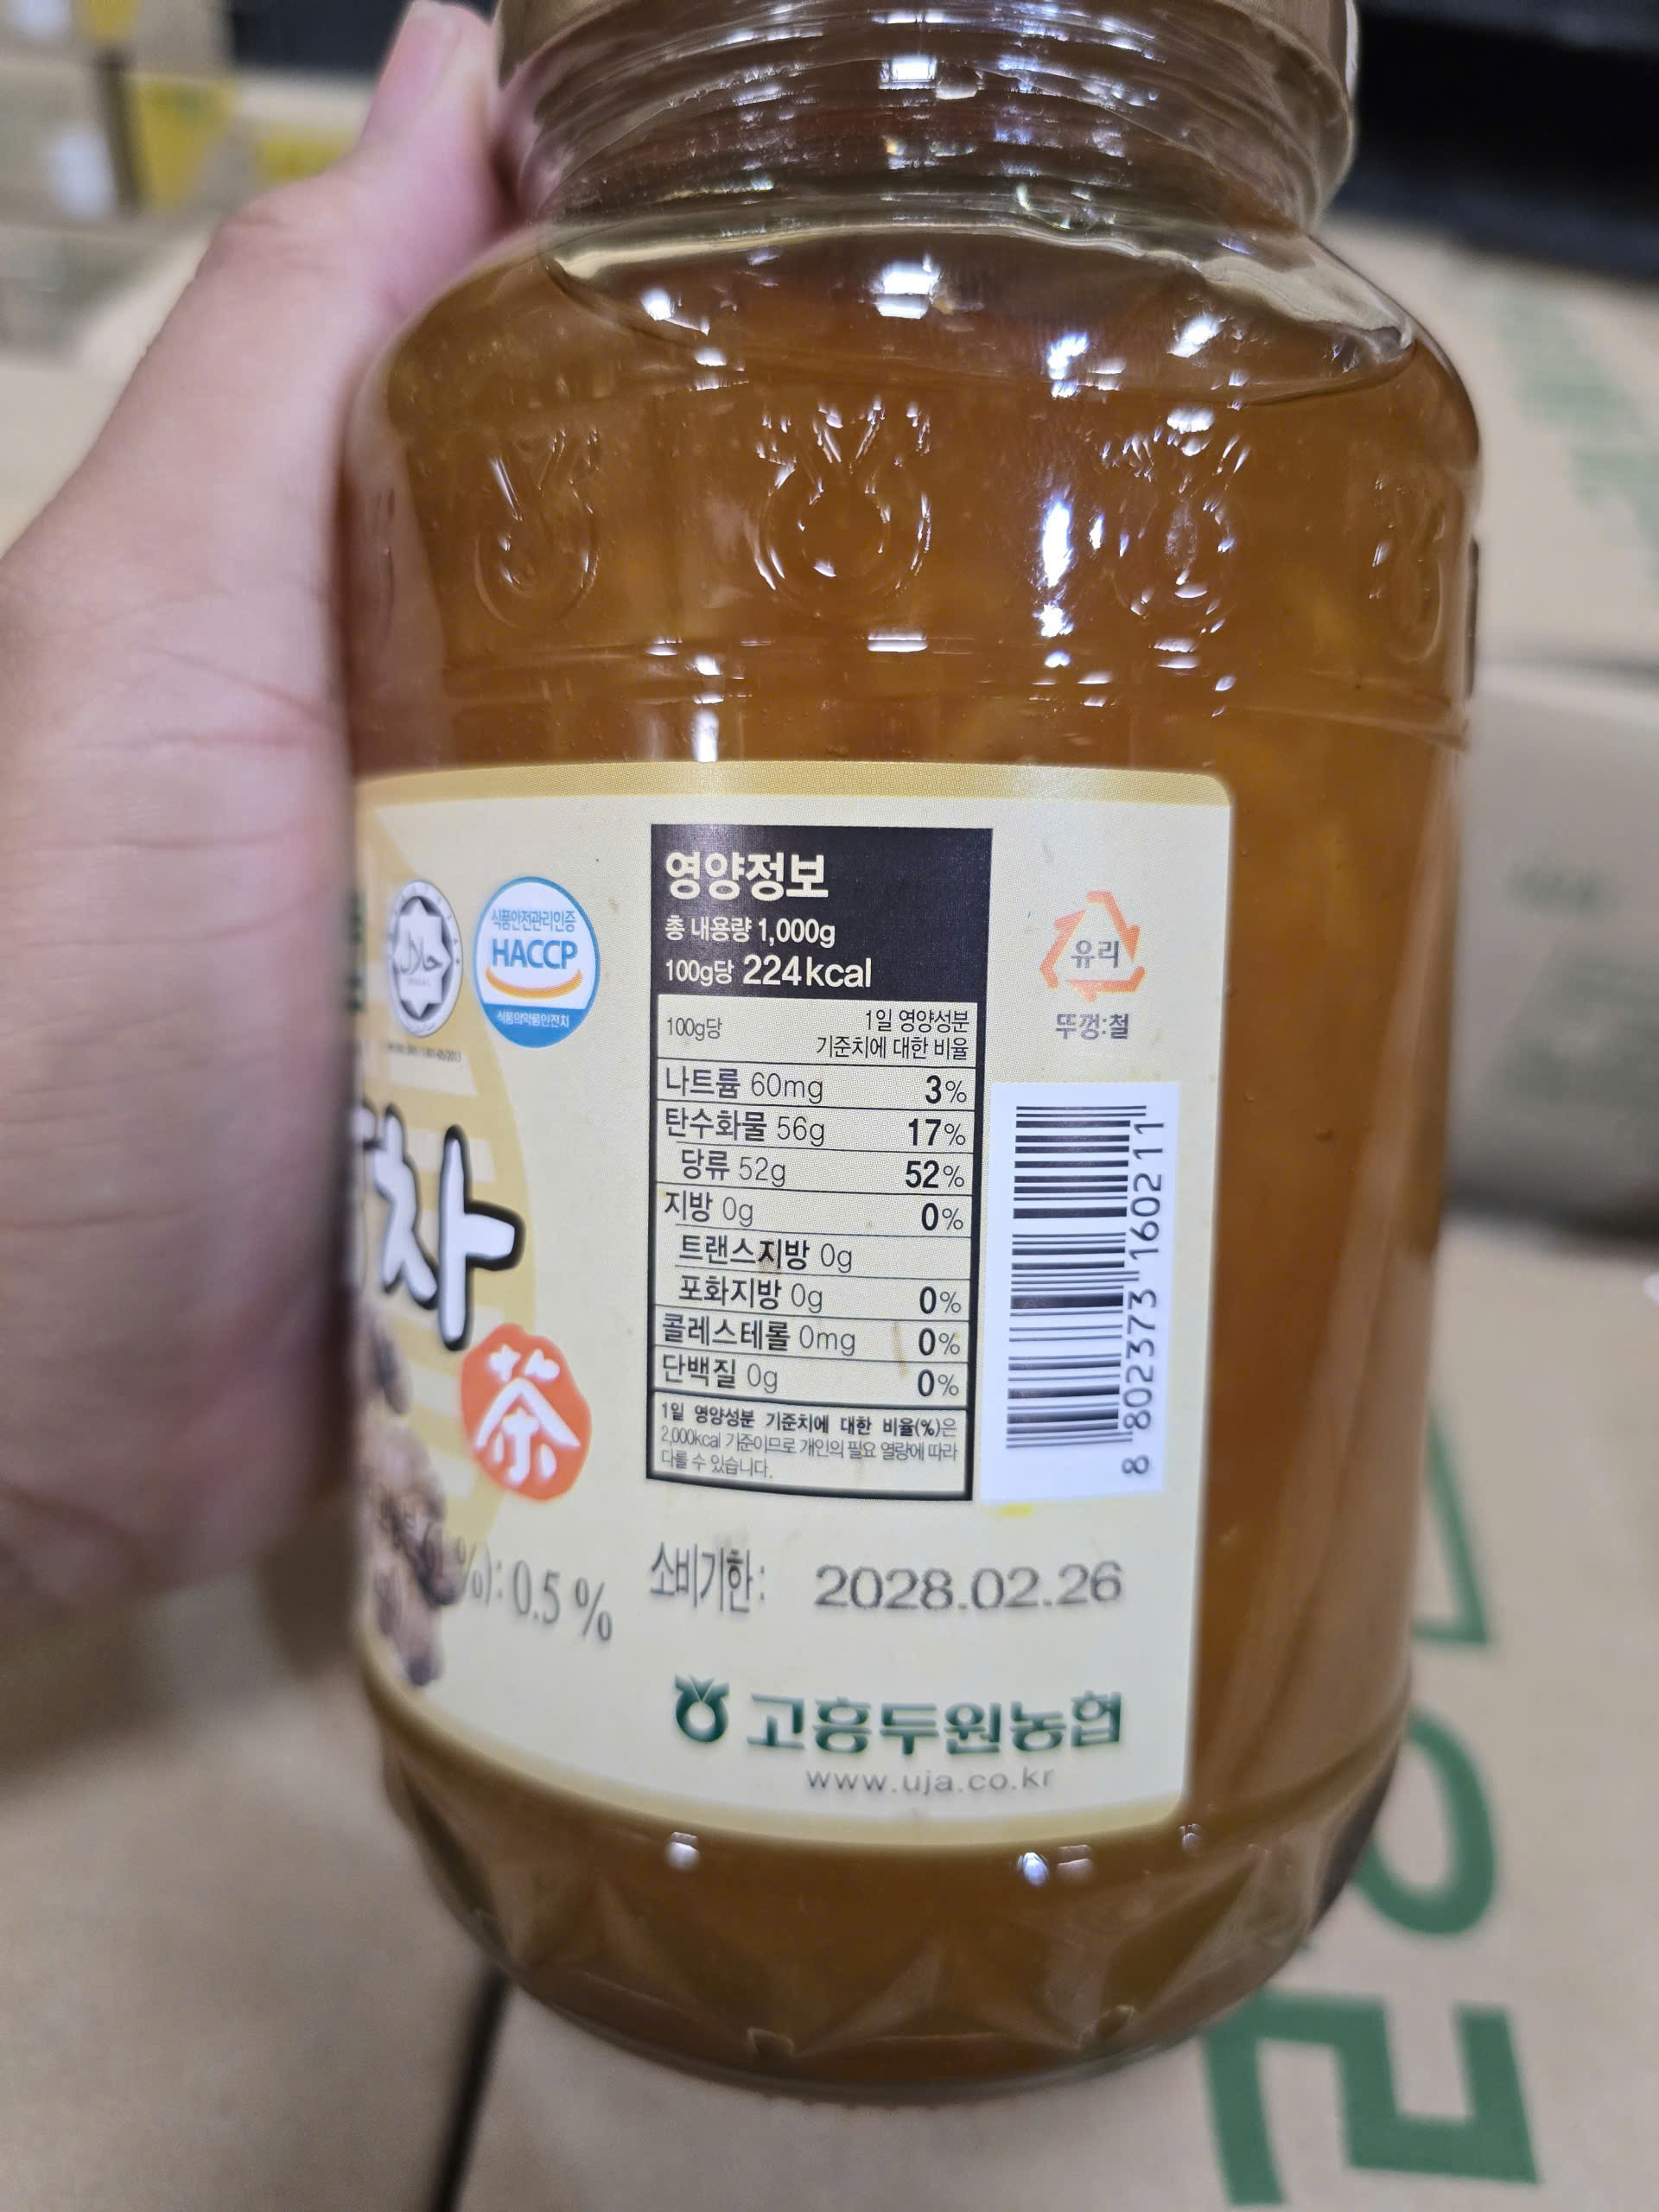 식품안전관리인증
HACCP
식품의약품안전처
حلال
차
茶
%): 0.5 %
영양정보
총 내용량 1,000g
100g당 224kcal
100g당 1일 영양성분
기준치에 대한 비율
나트륨 60mg 3%
탄수화물 56g 17%
당류 52g 52%
지방 0g 0%
트랜스지방 0g
포화지방 0g 0%
콜레스테롤 0mg 0%
단백질 0g 0%
1일 영양성분 기준치에 대한 비율(%)은
2,000kcal 기준이므로 개인의 필요 열량에 따라
다를 수 있습니다.
유리
뚜껑:철
8 802373 160211
소비기한: 2028.02.26
고흥두원농협
www.uja.co.kr